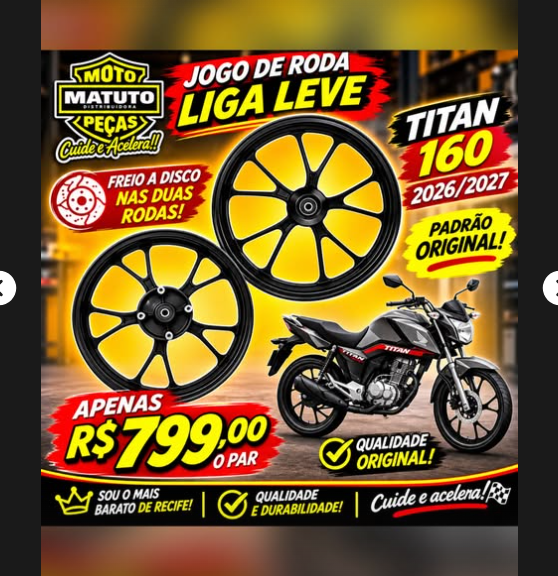 MOTO
MATUTO
DISTRIBUIDORA
PEÇAS
Cuide e Acelera!!
JOGO DE RODA
LIGA LEVE
TITAN
160
2026/2027
FREIO A DISCO
NAS DUAS
RODAS!
PADRÃO
ORIGINAL!
TITAN
TITAN
APENAS
R$799,00
O PAR
QUALIDADE
ORIGINAL!
SOU O MAIS
BARATO DE RECIFE!
QUALIDADE
E DURABILIDADE!
Cuide e acelera!